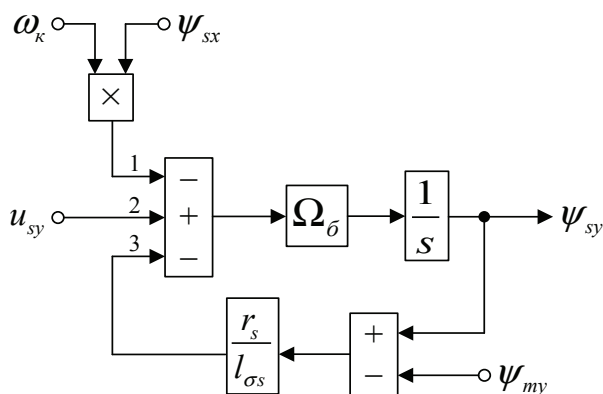 ω_к ψ_sx
×
1 −
u_sy 2 + Ω_б 1/s ψ_sy
3 −
r_s/l_σs +
− ψ_my